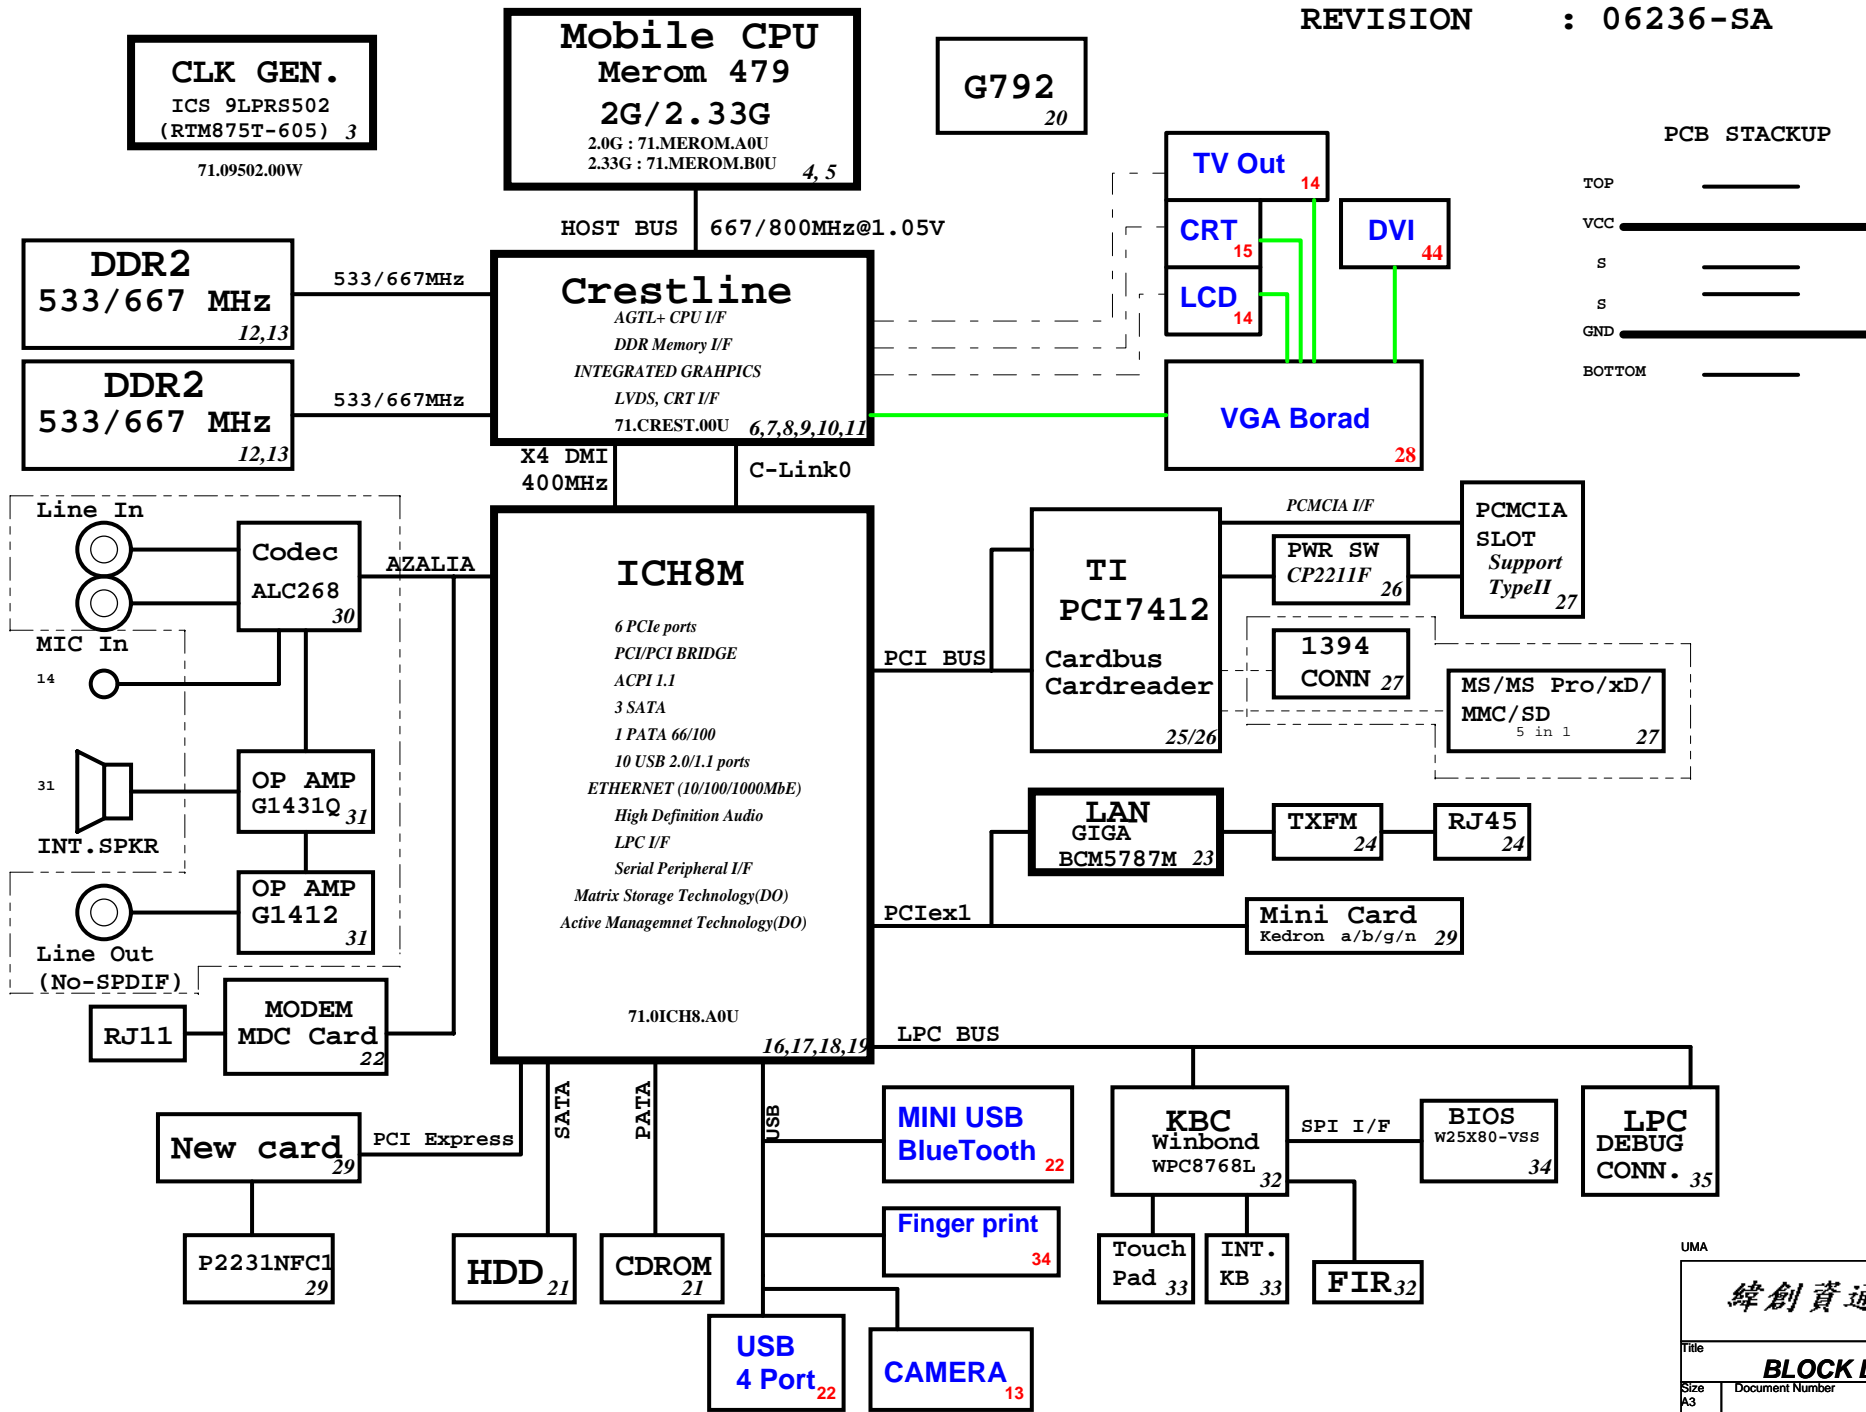 REVISION : 06236-SA
CLK GEN.
ICS 9LPRS502
(RTM875T-605) 3
71.09502.00W
Mobile CPU
Merom 479
2G/2.33G
2.0G : 71.MEROM.A0U
2.33G : 71.MEROM.B0U
4, 5
G792
20
HOST BUS
667/800MHz@1.05V
TV Out
14
CRT
15
LCD
14
DVI
44
VGA Borad
28
PCB STACKUP
TOP
VCC
S
S
GND
BOTTOM
DDR2
533/667 MHz
12,13
533/667MHz
DDR2
533/667 MHz
12,13
533/667MHz
Crestline
AGTL+ CPU I/F
DDR Memory I/F
INTEGRATED GRAHPICS
LVDS, CRT I/F
71.CREST.00U
6,7,8,9,10,11
X4 DMI
400MHz
C-Link0
Line In
Codec
ALC268
30
AZALIA
MIC In
14
31
INT.SPKR
OP AMP
G1431Q
31
OP AMP
G1412
31
Line Out
(No-SPDIF)
RJ11
MODEM
MDC Card
22
ICH8M
6 PCIe ports
PCI/PCI BRIDGE
ACPI 1.1
3 SATA
1 PATA 66/100
10 USB 2.0/1.1 ports
ETHERNET (10/100/1000MbE)
High Definition Audio
LPC I/F
Serial Peripheral I/F
Matrix Storage Technology(DO)
Active Managemnet Technology(DO)
71.0ICH8.A0U
16,17,18,19
PCI BUS
TI
PCI7412
Cardbus
Cardreader
25/26
PCMCIA I/F
PWR SW
CP2211F
26
PCMCIA
SLOT
Support
TypeII
27
1394
CONN
27
MS/MS Pro/xD/
MMC/SD
5 in 1
27
PCIex1
LAN
GIGA
BCM5787M
23
TXFM
24
RJ45
24
Mini Card
Kedron a/b/g/n
29
LPC BUS
New card
29
PCI Express
P2231NFC1
29
SATA
HDD
21
PATA
CDROM
21
USB
MINI USB
BlueTooth
22
Finger print
34
USB
4 Port
22
CAMERA
13
KBC
Winbond
WPC8768L
32
SPI I/F
BIOS
W25X80-VSS
34
LPC
DEBUG
CONN.
35
Touch
Pad
33
INT.
KB
33
FIR
32
UMA
緯創資通
Title
BLOCK
Size
A3
Document Number